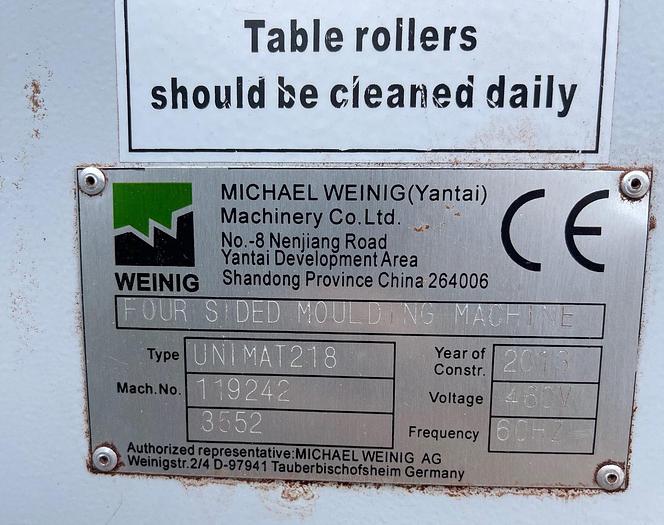 Table rollers
should be cleaned daily
MICHAEL WEINIG(Yantai)
Machinery Co.Ltd.
No.-8 Nenjiang Road
Yantai Development Area
Shandong Province China 264006
CE
WEINIG
FOUR SIDED MOULDING MACHINE
Type UNIMAT218
Year of Constr.
Mach.No. 119242
Voltage 460V
3552
Frequency 60HZ
Authorized representative:MICHAEL WEINIG AG
Weinigstr.2/4 D-97941 Tauberbischofsheim Germany